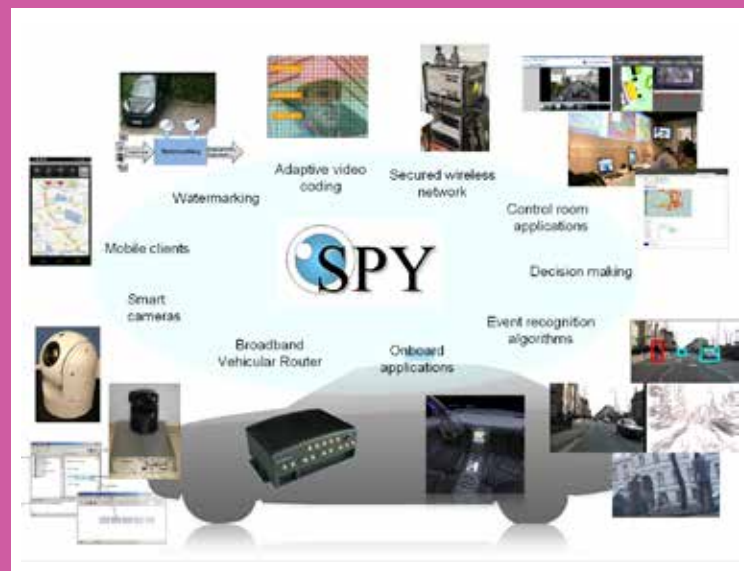 Adaptive video
coding
Secured wireless
network
Watermarking
Control room
applications
Mobile clients
SPY
Decision making
Smart
cameras
Event recognition
algorithms
Broadband
Vehicular Router
Onboard
applications